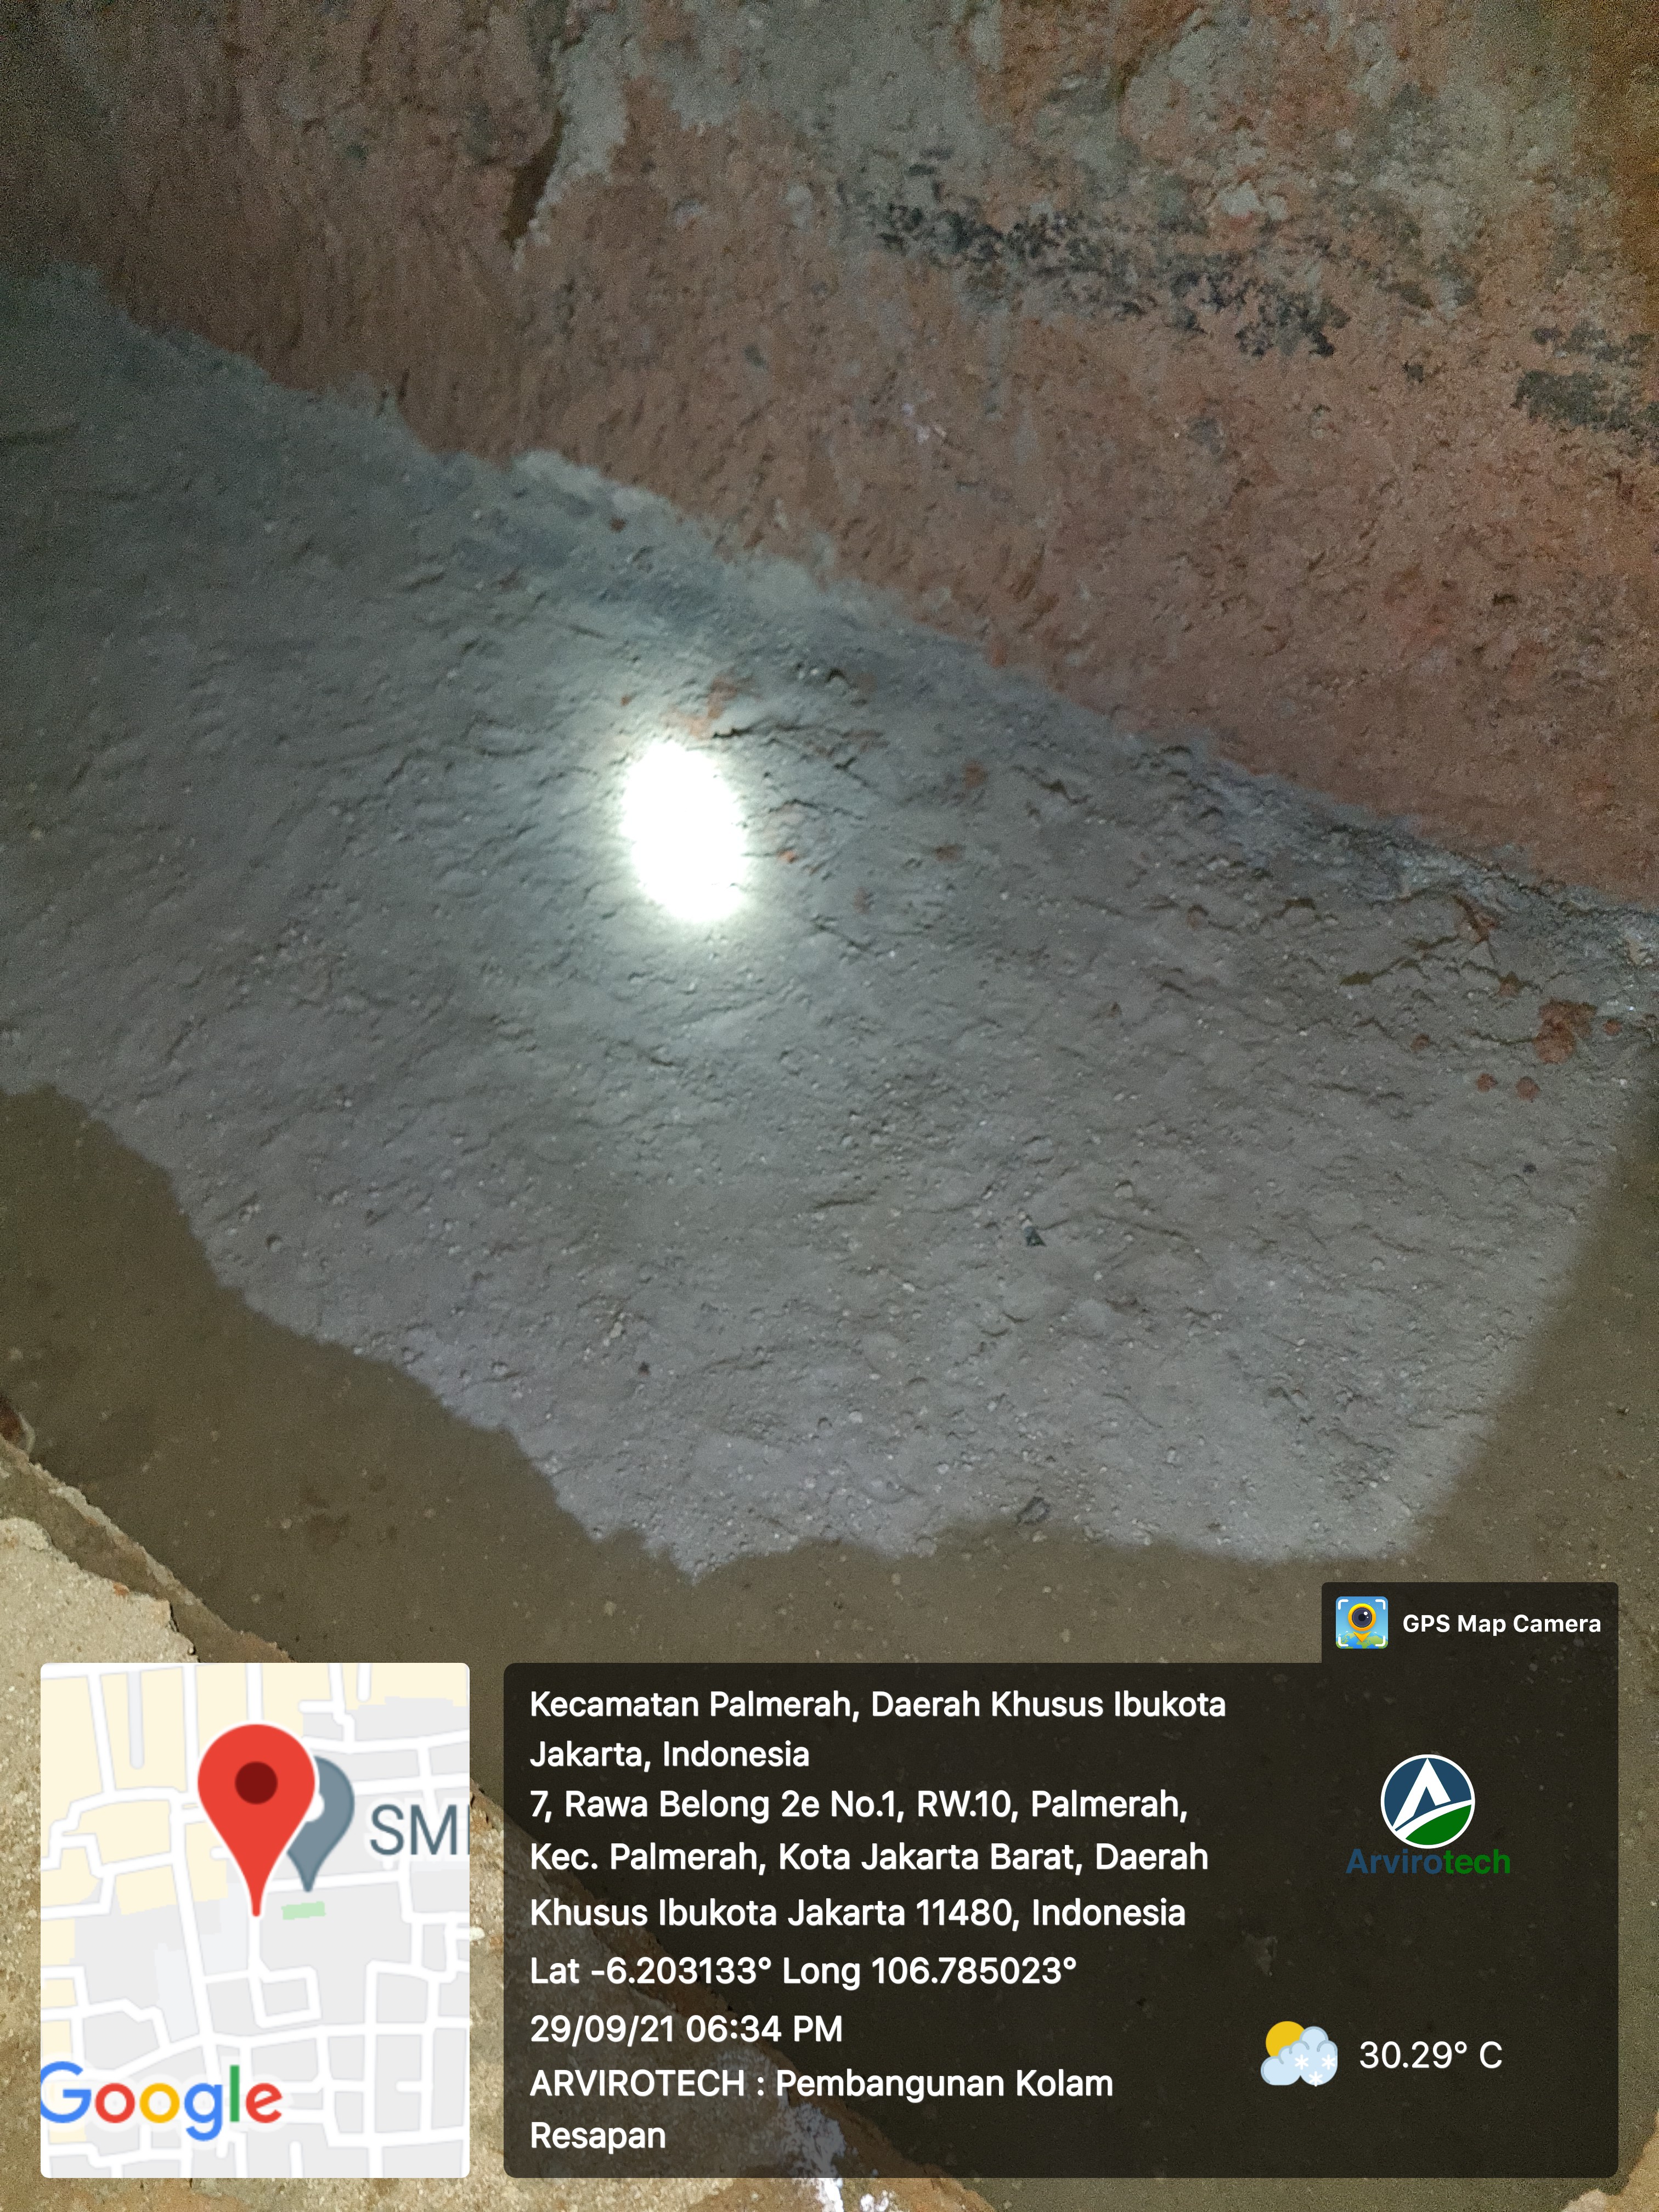 GPS Map Camera
Kecamatan Palmerah, Daerah Khusus Ibukota
Jakarta, Indonesia
7, Rawa Belong 2e No.1, RW.10, Palmerah,
Kec. Palmerah, Kota Jakarta Barat, Daerah
Khusus Ibukota Jakarta 11480, Indonesia
Lat -6.203133° Long 106.785023°
29/09/21 06:34 PM
ARVIROTECH : Pembangunan Kolam
Resapan
Arvirotech
30.29° C
SM
Google